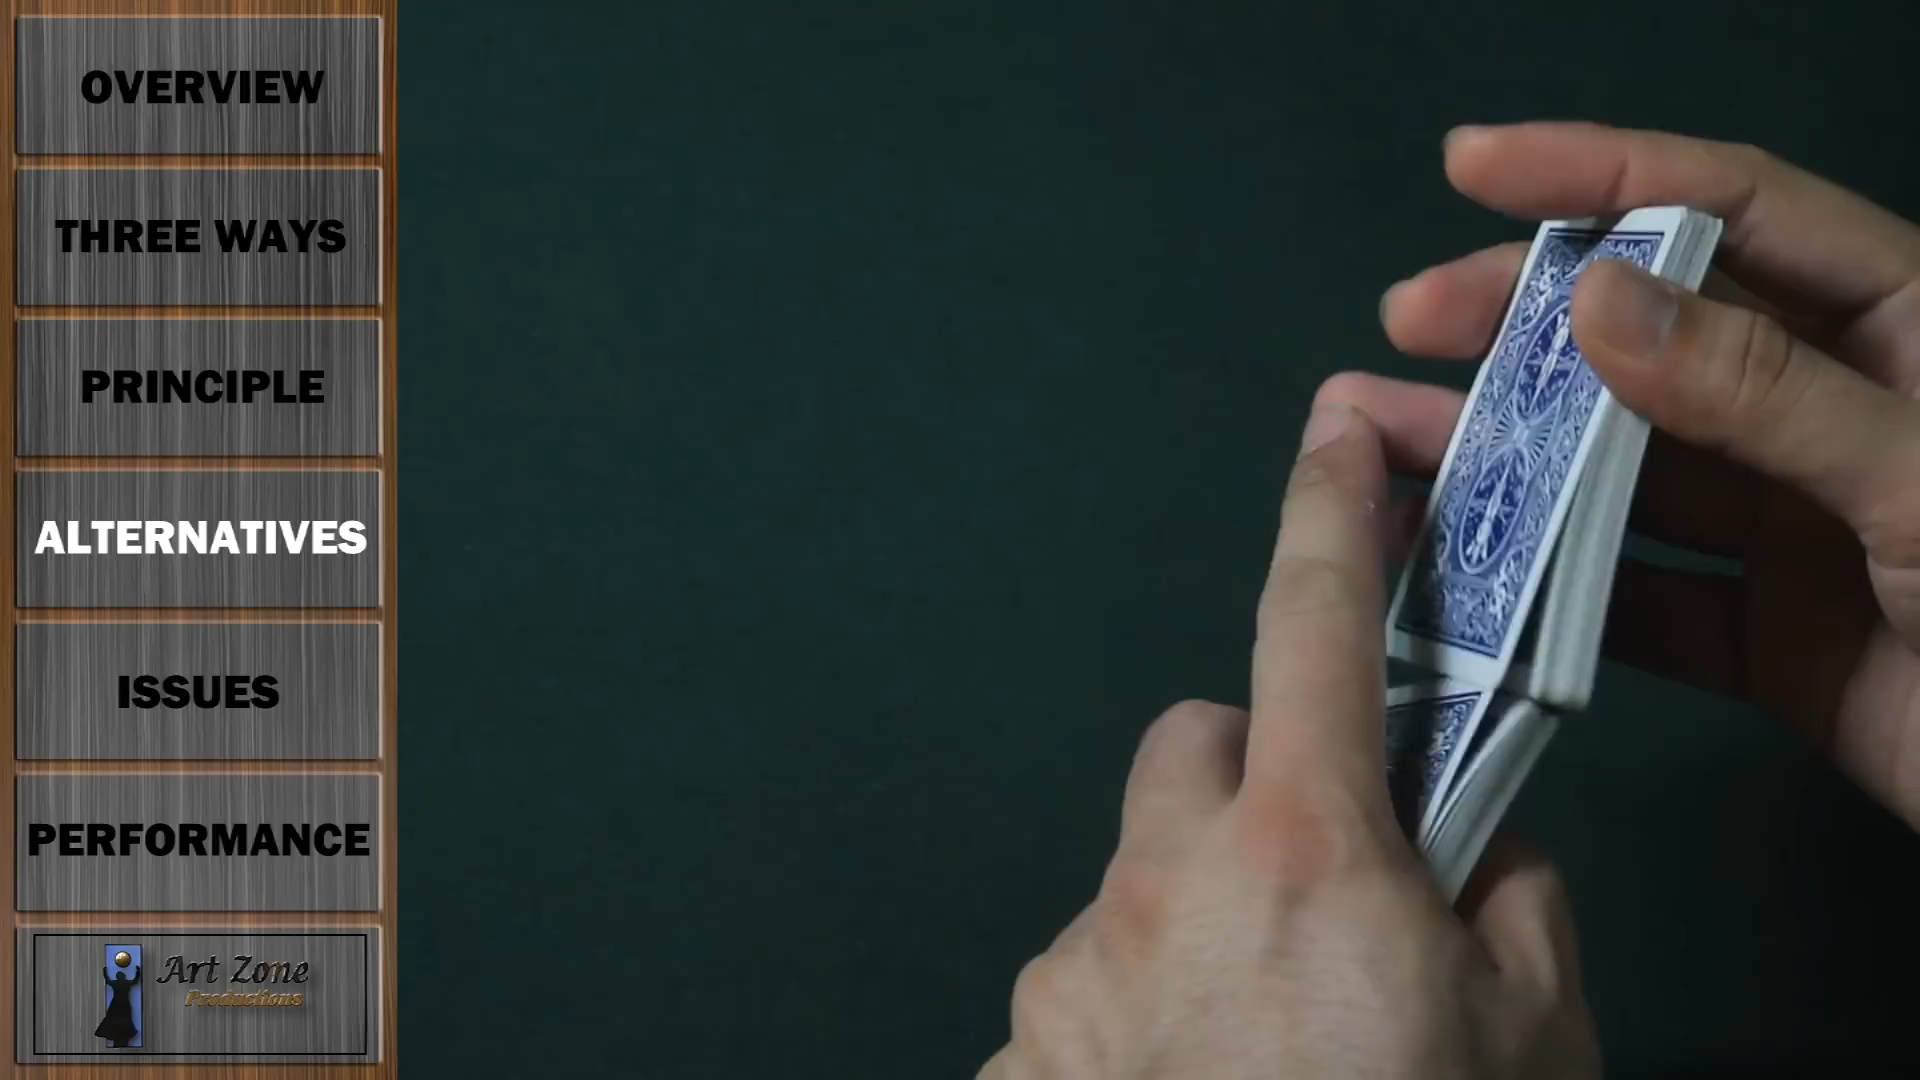 OVERVIEW
THREE WAYS
PRINCIPLE
ALTERNATIVES
ISSUES
PERFORMANCE
Art Zone
Productions